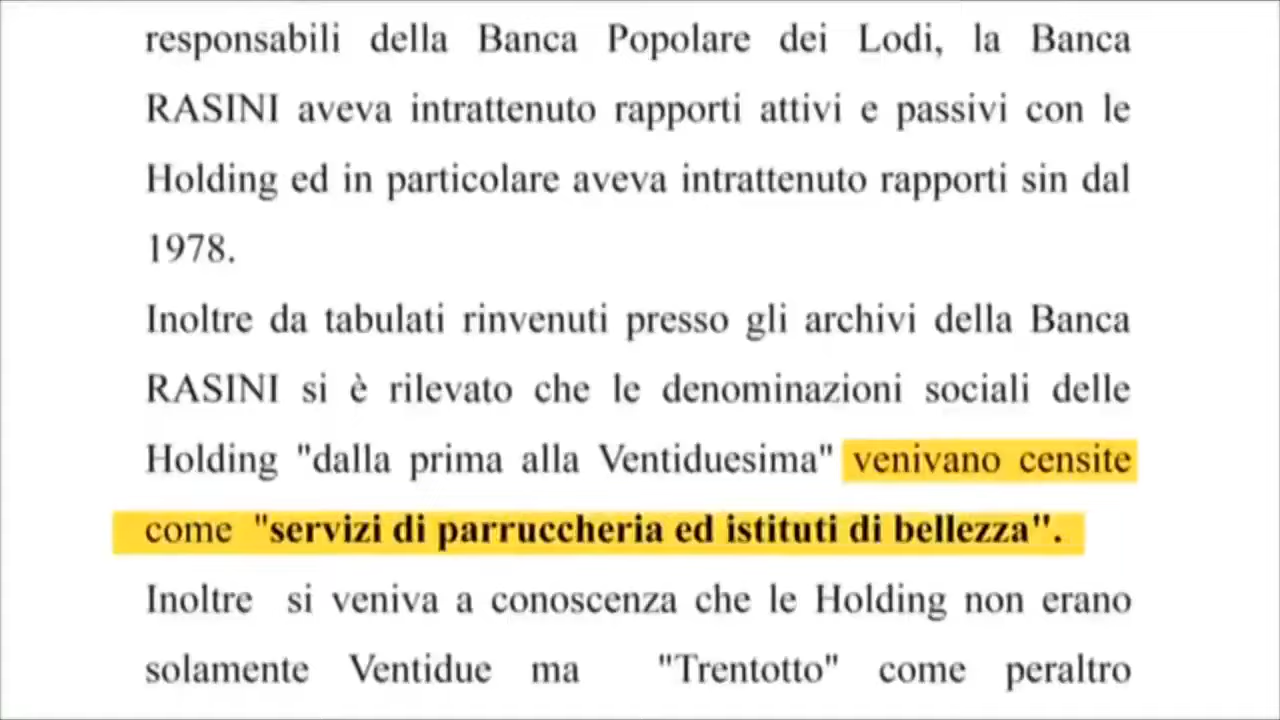 responsabili della Banca Popolare dei Lodi, la Banca
RASINI aveva intrattenuto rapporti attivi e passivi con le
Holding ed in particolare aveva intrattenuto rapporti sin dal
1978.
Inoltre da tabulati rinvenuti presso gli archivi della Banca
RASINI si è rilevato che le denominazioni sociali delle
Holding "dalla prima alla Ventiduesima" venivano censite
come "servizi di parruccheria ed istituti di bellezza".
Inoltre si veniva a conoscenza che le Holding non erano
solamente Ventidue ma "Trentotto" come peraltro